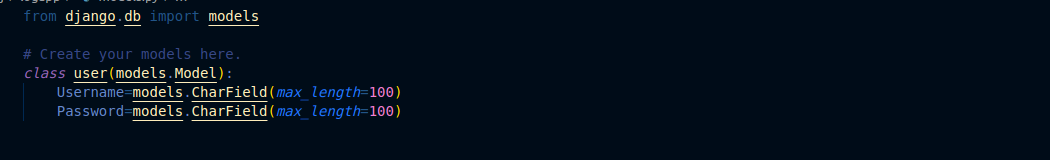 from django.db import models
# Create your models here.
class user(models.Model):
Username=models.CharField(max_length=100)
Password=models.CharField(max_length=100)